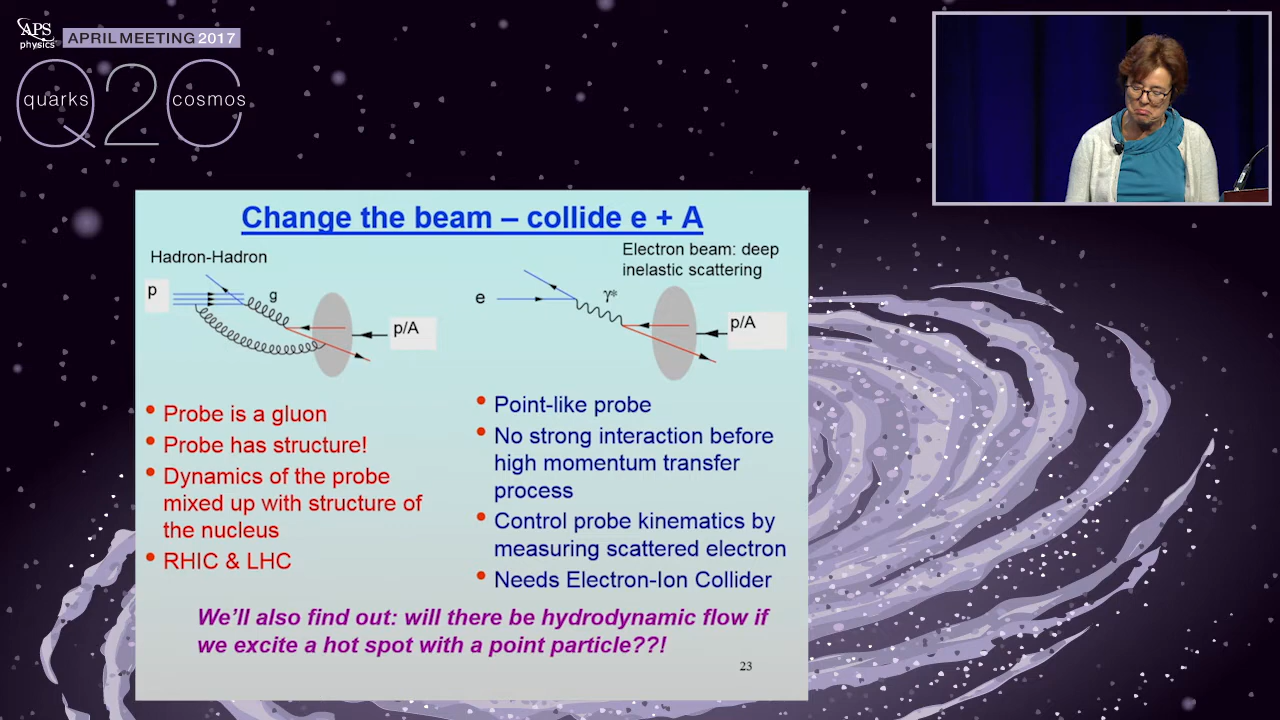 APS
physics
APRIL MEETING 2017
Q2C
quarks
cosmos
Change the beam – collide e + A
Hadron-Hadron
p
g
p/A
Electron beam: deep
inelastic scattering
e
γ*
p/A
• Probe is a gluon
• Probe has structure!
• Dynamics of the probe
mixed up with structure of
the nucleus
• RHIC & LHC
• Point-like probe
• No strong interaction before
high momentum transfer
process
• Control probe kinematics by
measuring scattered electron
• Needs Electron-Ion Collider
We’ll also find out: will there be hydrodynamic flow if
we excite a hot spot with a point particle??!
23